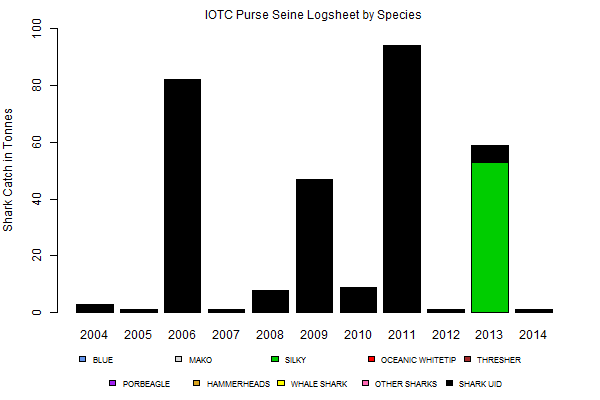 IOTC Purse Seine Logsheet by Species
Shark Catch in Tonnes
100
80
60
40
20
0
2004 2005 2006 2007 2008 2009 2010 2011 2012 2013 2014
BLUE MAKO SILKY OCEANIC WHITETIP THRESHER
PORBEAGLE HAMMERHEADS WHALE SHARK OTHER SHARKS SHARK UID